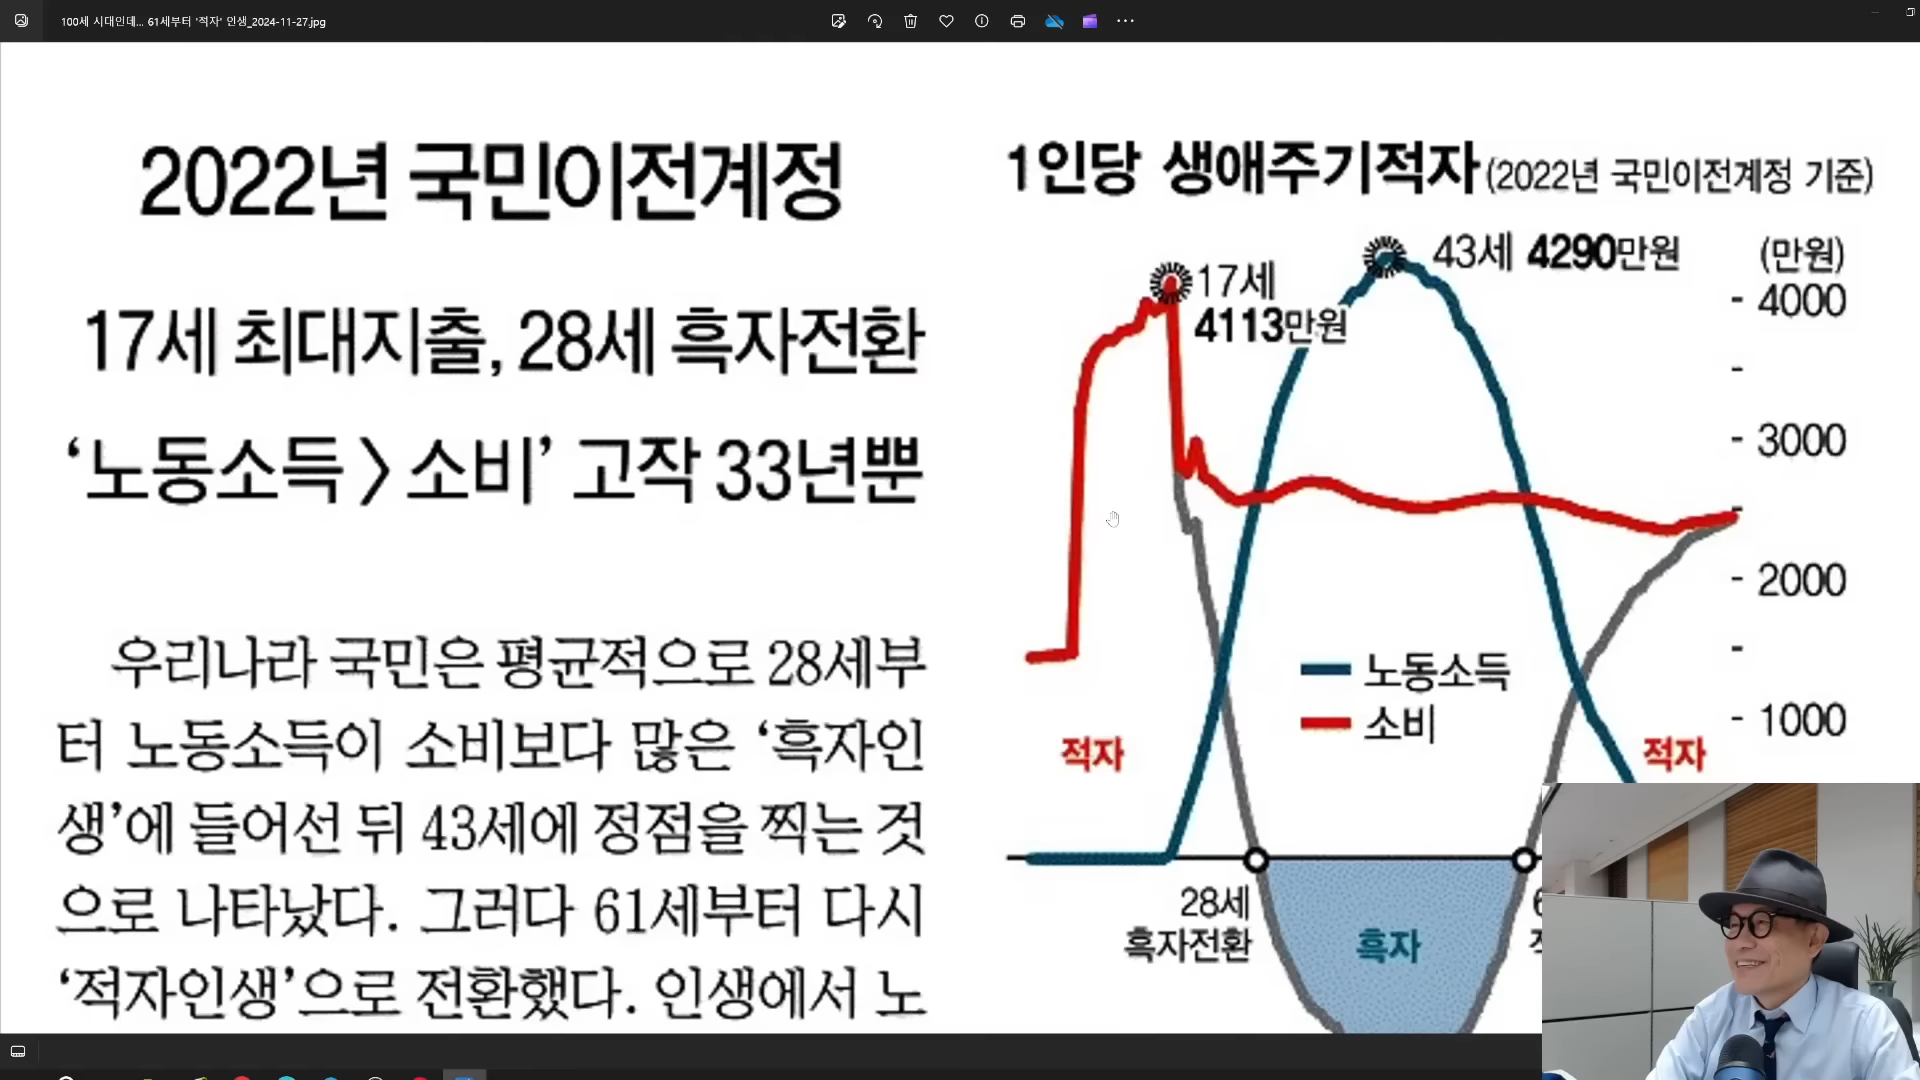 100세 시대인데... 61세부터 '적자' 인생_2024-11-27.jpg
2022년 국민이전계정
17세 최대지출, 28세 흑자전환
‘노동소득 〉 소비’ 고작 33년뿐
우리나라 국민은 평균적으로 28세부
터 노동소득이 소비보다 많은 ‘흑자인
생’에 들어선 뒤 43세에 정점을 찍는 것
으로 나타났다. 그러다 61세부터 다시
‘적자인생’으로 전환했다. 인생에서 노
1인당 생애주기적자 (2022년 국민이전계정 기준)
43세 4290만원
(만원)
17세
4113만원
4000
3000
2000
1000
노동소득
소비
적자
적자
28세
흑자전환
흑자